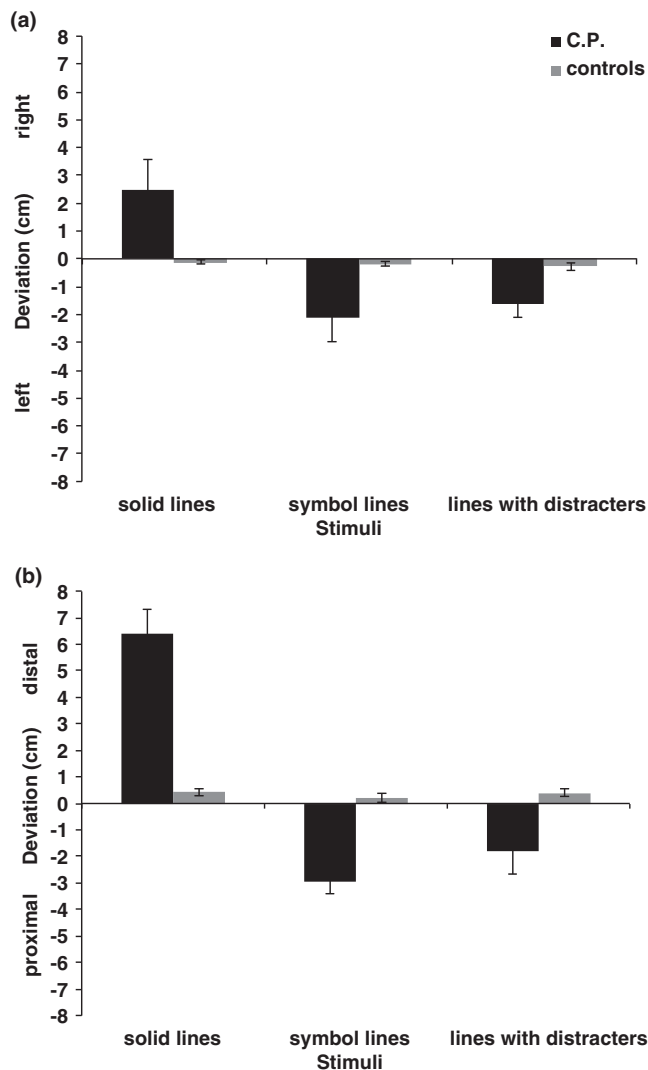 (a)
8
7
6
5
4
3
2
1
0
-1
-2
-3
-4
-5
-6
-7
-8
right
Deviation (cm)
left
C.P.
controls
solid lines
symbol lines
lines with distracters
Stimuli
(b)
8
7
6
5
4
3
2
1
0
-1
-2
-3
-4
-5
-6
-7
-8
distal
Deviation (cm)
proximal
solid lines
symbol lines
lines with distracters
Stimuli